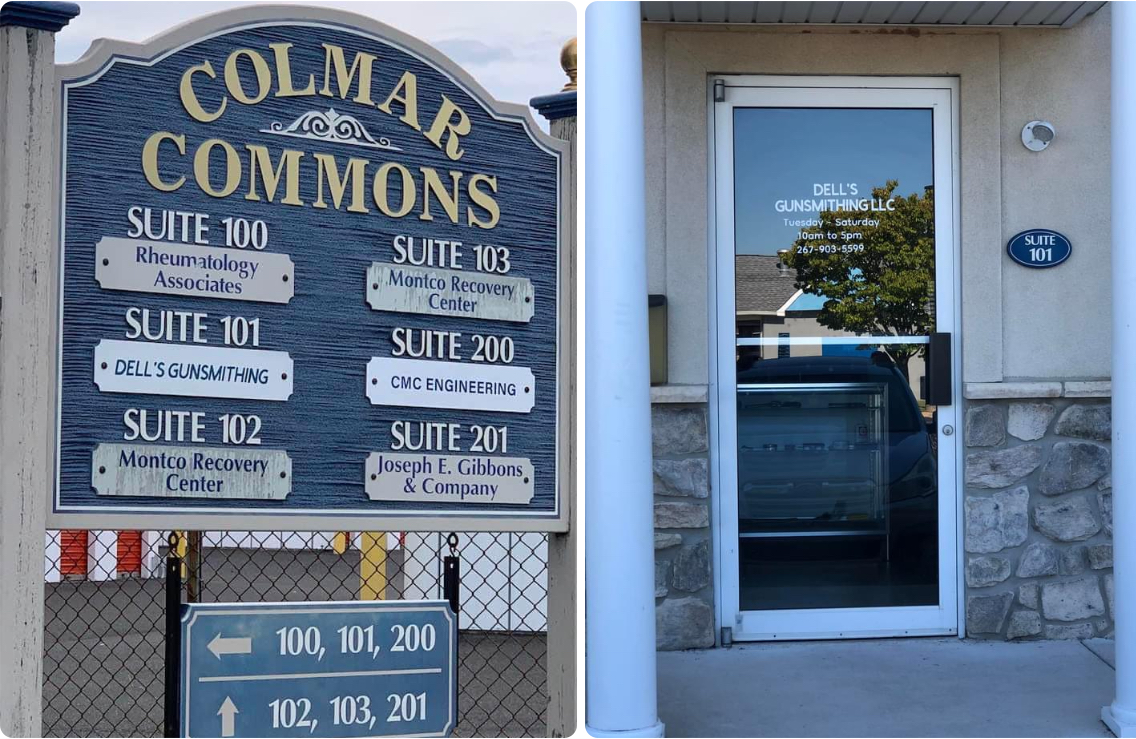 COLMAR
COMMONS
SUITE 100
Rheumatology
Associates
SUITE 101
DELL'S GUNSMITHING
SUITE 102
Montco Recovery
Center
SUITE 103
Montco Recovery
Center
SUITE 200
CMC ENGINEERING
SUITE 201
Joseph E. Gibbons
& Company
100, 101, 200
102, 103, 201
DELL'S
GUNSMITHING LLC
Tuesday - Saturday
10am to 5pm
267-903-5599
SUITE
101